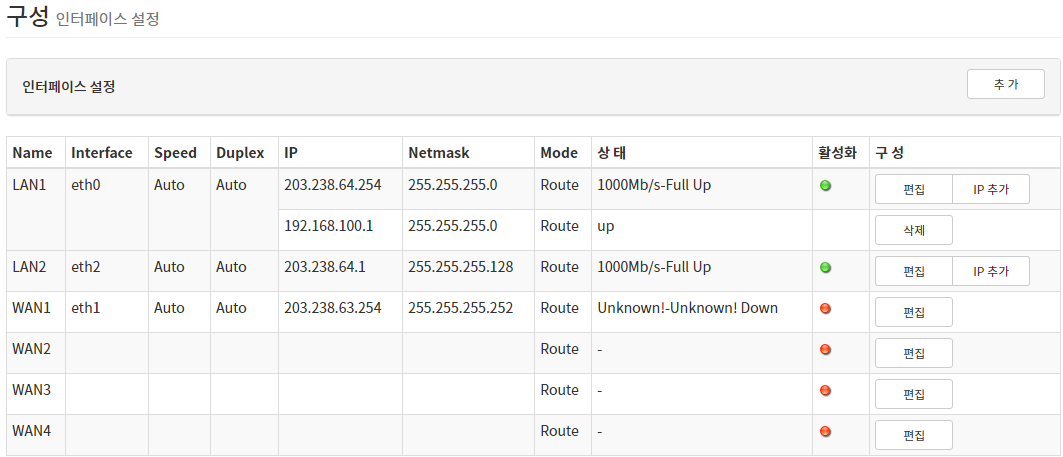 구성 인터페이스 설정
인터페이스 설정 추 가
Name Interface Speed Duplex IP Netmask Mode 상 태 활성화 구 성
LAN1 eth0 Auto Auto 203.238.64.254 255.255.255.0 Route 1000Mb/s-Full Up 편집 IP 추가
192.168.100.1 255.255.255.0 Route up 삭제
LAN2 eth2 Auto Auto 203.238.64.1 255.255.255.128 Route 1000Mb/s-Full Up 편집 IP 추가
WAN1 eth1 Auto Auto 203.238.63.254 255.255.255.252 Route Unknown!-Unknown! Down 편집
WAN2 Route - 편집
WAN3 Route - 편집
WAN4 Route - 편집